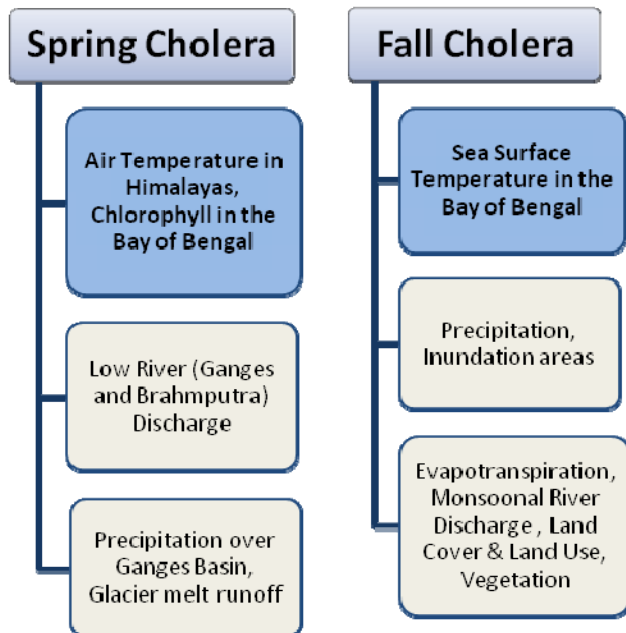 Spring Cholera
Air Temperature in
Himalayas,
Chlorophyll in the
Bay of Bengal
Low River (Ganges
and Brahmputra)
Discharge
Precipitation over
Ganges Basin,
Glacier melt runoff
Fall Cholera
Sea Surface
Temperature in the
Bay of Bengal
Precipitation,
Inundation areas
Evapotranspiration,
Monsoonal River
Discharge , Land
Cover & Land Use,
Vegetation